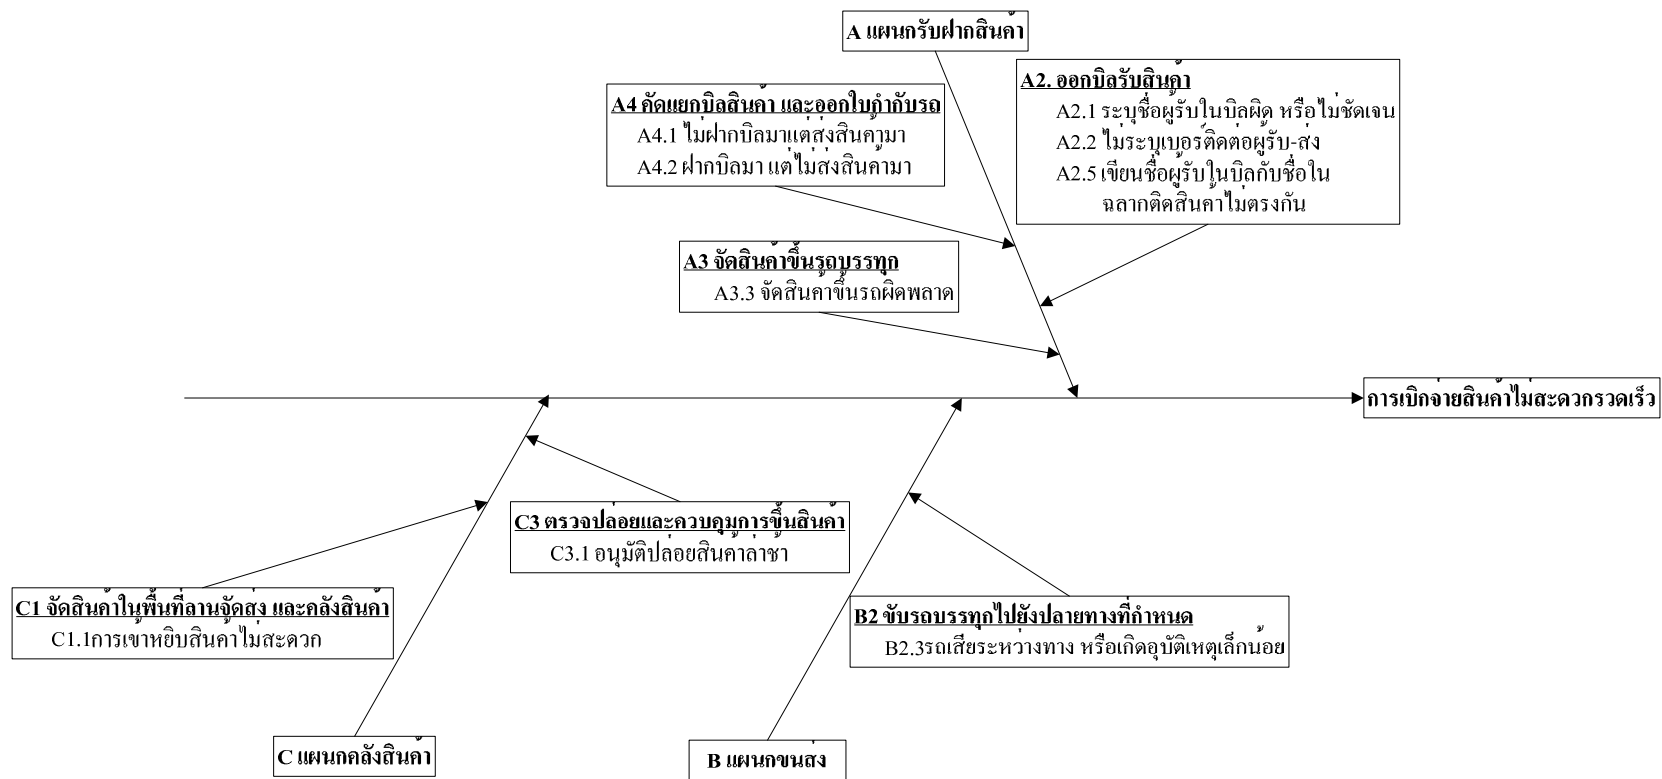 A แผนกรับฝากสินค้า
A4 คัดแยกบิลสินค้า และออกใบกำกับรถ
A4.1 ไม่ฝากบิลมาแต่ส่งสินค้ามา
A4.2 ฝากบิลมา แต่ไม่ส่งสินค้ามา
A2. ออกบิลรับสินค้า
A2.1 ระบุชื่อผู้รับในบิลผิด หรือไม่ชัดเจน
A2.2 ไม่ระบุเบอร์ติดต่อผู้รับ-ส่ง
A2.5 เขียนชื่อผู้รับในบิลกับชื่อใน
ฉลากติดสินค้าไม่ตรงกัน
A3 จัดสินค้าขึ้นรถบรรทุก
A3.3 จัดสินค้าขึ้นรถผิดพลาด
การเบิกจ่ายสินค้าไม่สะดวกรวดเร็ว
C3 ตรวจปล่อยและควบคุมการขึ้นสินค้า
C3.1 อนุมัติปล่อยสินค้าล่าช้า
C1 จัดสินค้าในพื้นที่ลานจัดส่ง และคลังสินค้า
C1.1การเข้าหยิบสินค้าไม่สะดวก
B2 ขับรถบรรทุกไปยังปลายทางที่กำหนด
B2.3รถเสียระหว่างทาง หรือเกิดอุบัติเหตุเล็กน้อย
C แผนกคลังสินค้า
B แผนกขนส่ง